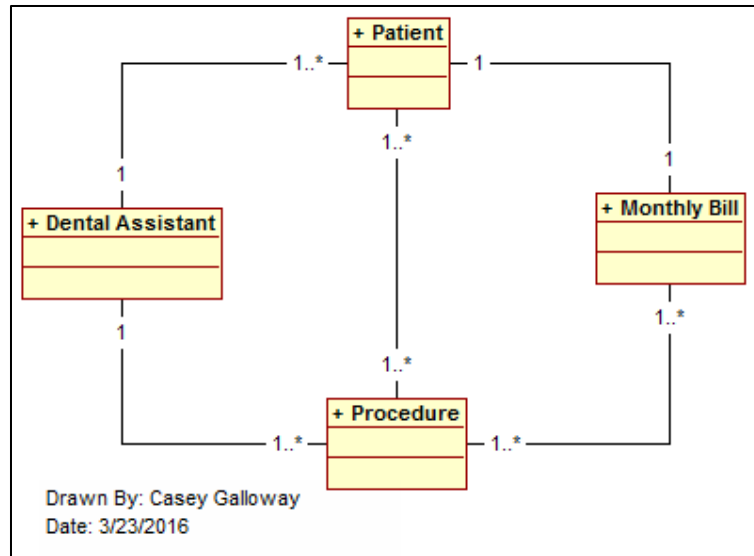 + Patient
1..*
1
1..*
1
1
+ Dental Assistant
+ Monthly Bill
1
1..*
1..*
+ Procedure
1..*
1..*
Drawn By: Casey Galloway
Date: 3/23/2016